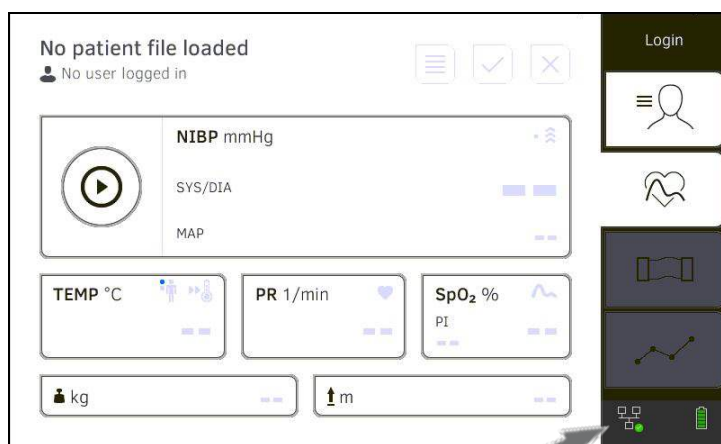 No patient file loaded
No user logged in
Login
NIBP mmHg
SYS/DIA
-- --
MAP
--
TEMP °C
--
PR 1/min
--
SpO₂ %
PI
--
--
kg
--
m
--